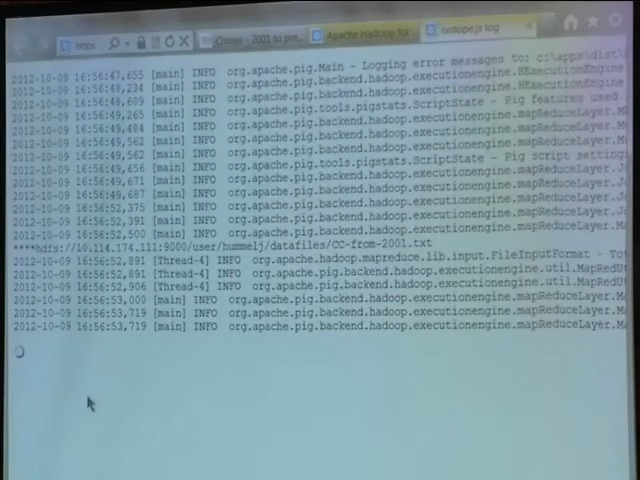 https
Crimes - 2001 to pre...
Apache Hadoop for
isotope.js log
2012-10-09 16:56:47,655 [main] INFO org.apache.pig.Main - Logging error messages to: c:\apps\dist\
2012-10-09 16:56:48,234 [main] INFO org.apache.pig.backend.hadoop.executionengine.HExecutionEngine
2012-10-09 16:56:48,609 [main] INFO org.apache.pig.backend.hadoop.executionengine.HExecutionEngine
2012-10-09 16:56:49,265 [main] INFO org.apache.pig.tools.pigstats.ScriptState - Pig features used
2012-10-09 16:56:49,484 [main] INFO org.apache.pig.backend.hadoop.executionengine.mapReduceLayer.M
2012-10-09 16:56:49,562 [main] INFO org.apache.pig.backend.hadoop.executionengine.mapReduceLayer.M
2012-10-09 16:56:49,562 [main] INFO org.apache.pig.backend.hadoop.executionengine.mapReduceLayer.M
2012-10-09 16:56:49,656 [main] INFO org.apache.pig.tools.pigstats.ScriptState - Pig script setting
2012-10-09 16:56:49,671 [main] INFO org.apache.pig.backend.hadoop.executionengine.mapReduceLayer.J
2012-10-09 16:56:49,687 [main] INFO org.apache.pig.backend.hadoop.executionengine.mapReduceLayer.J
2012-10-09 16:56:52,375 [main] INFO org.apache.pig.backend.hadoop.executionengine.mapReduceLayer.J
2012-10-09 16:56:52,391 [main] INFO org.apache.pig.backend.hadoop.executionengine.mapReduceLayer.J
2012-10-09 16:56:52,500 [main] INFO org.apache.pig.backend.hadoop.executionengine.mapReduceLayer.M
****hdfs://10.114.174.111:9000/user/hummelj/datafiles/CC-from-2001.txt
2012-10-09 16:56:52,891 [Thread-4] INFO org.apache.hadoop.mapreduce.lib.input.FileInputFormat - Tot
2012-10-09 16:56:52,891 [Thread-4] INFO org.apache.pig.backend.hadoop.executionengine.util.MapRedUt
2012-10-09 16:56:52,906 [Thread-4] INFO org.apache.pig.backend.hadoop.executionengine.util.MapRedUt
2012-10-09 16:56:53,000 [main] INFO org.apache.pig.backend.hadoop.executionengine.mapReduceLayer.M
2012-10-09 16:56:53,719 [main] INFO org.apache.pig.backend.hadoop.executionengine.mapReduceLayer.M
2012-10-09 16:56:53,719 [main] INFO org.apache.pig.backend.hadoop.executionengine.mapReduceLayer.M